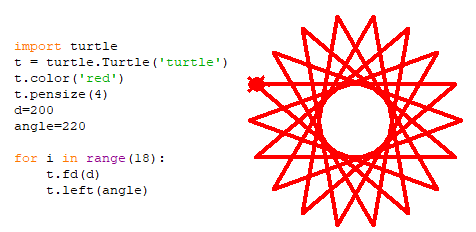 import turtle
t = turtle.Turtle('turtle')
t.color('red')
t.pensize(4)
d=200
angle=220
for i in range(18):
    t.fd(d)
    t.left(angle)